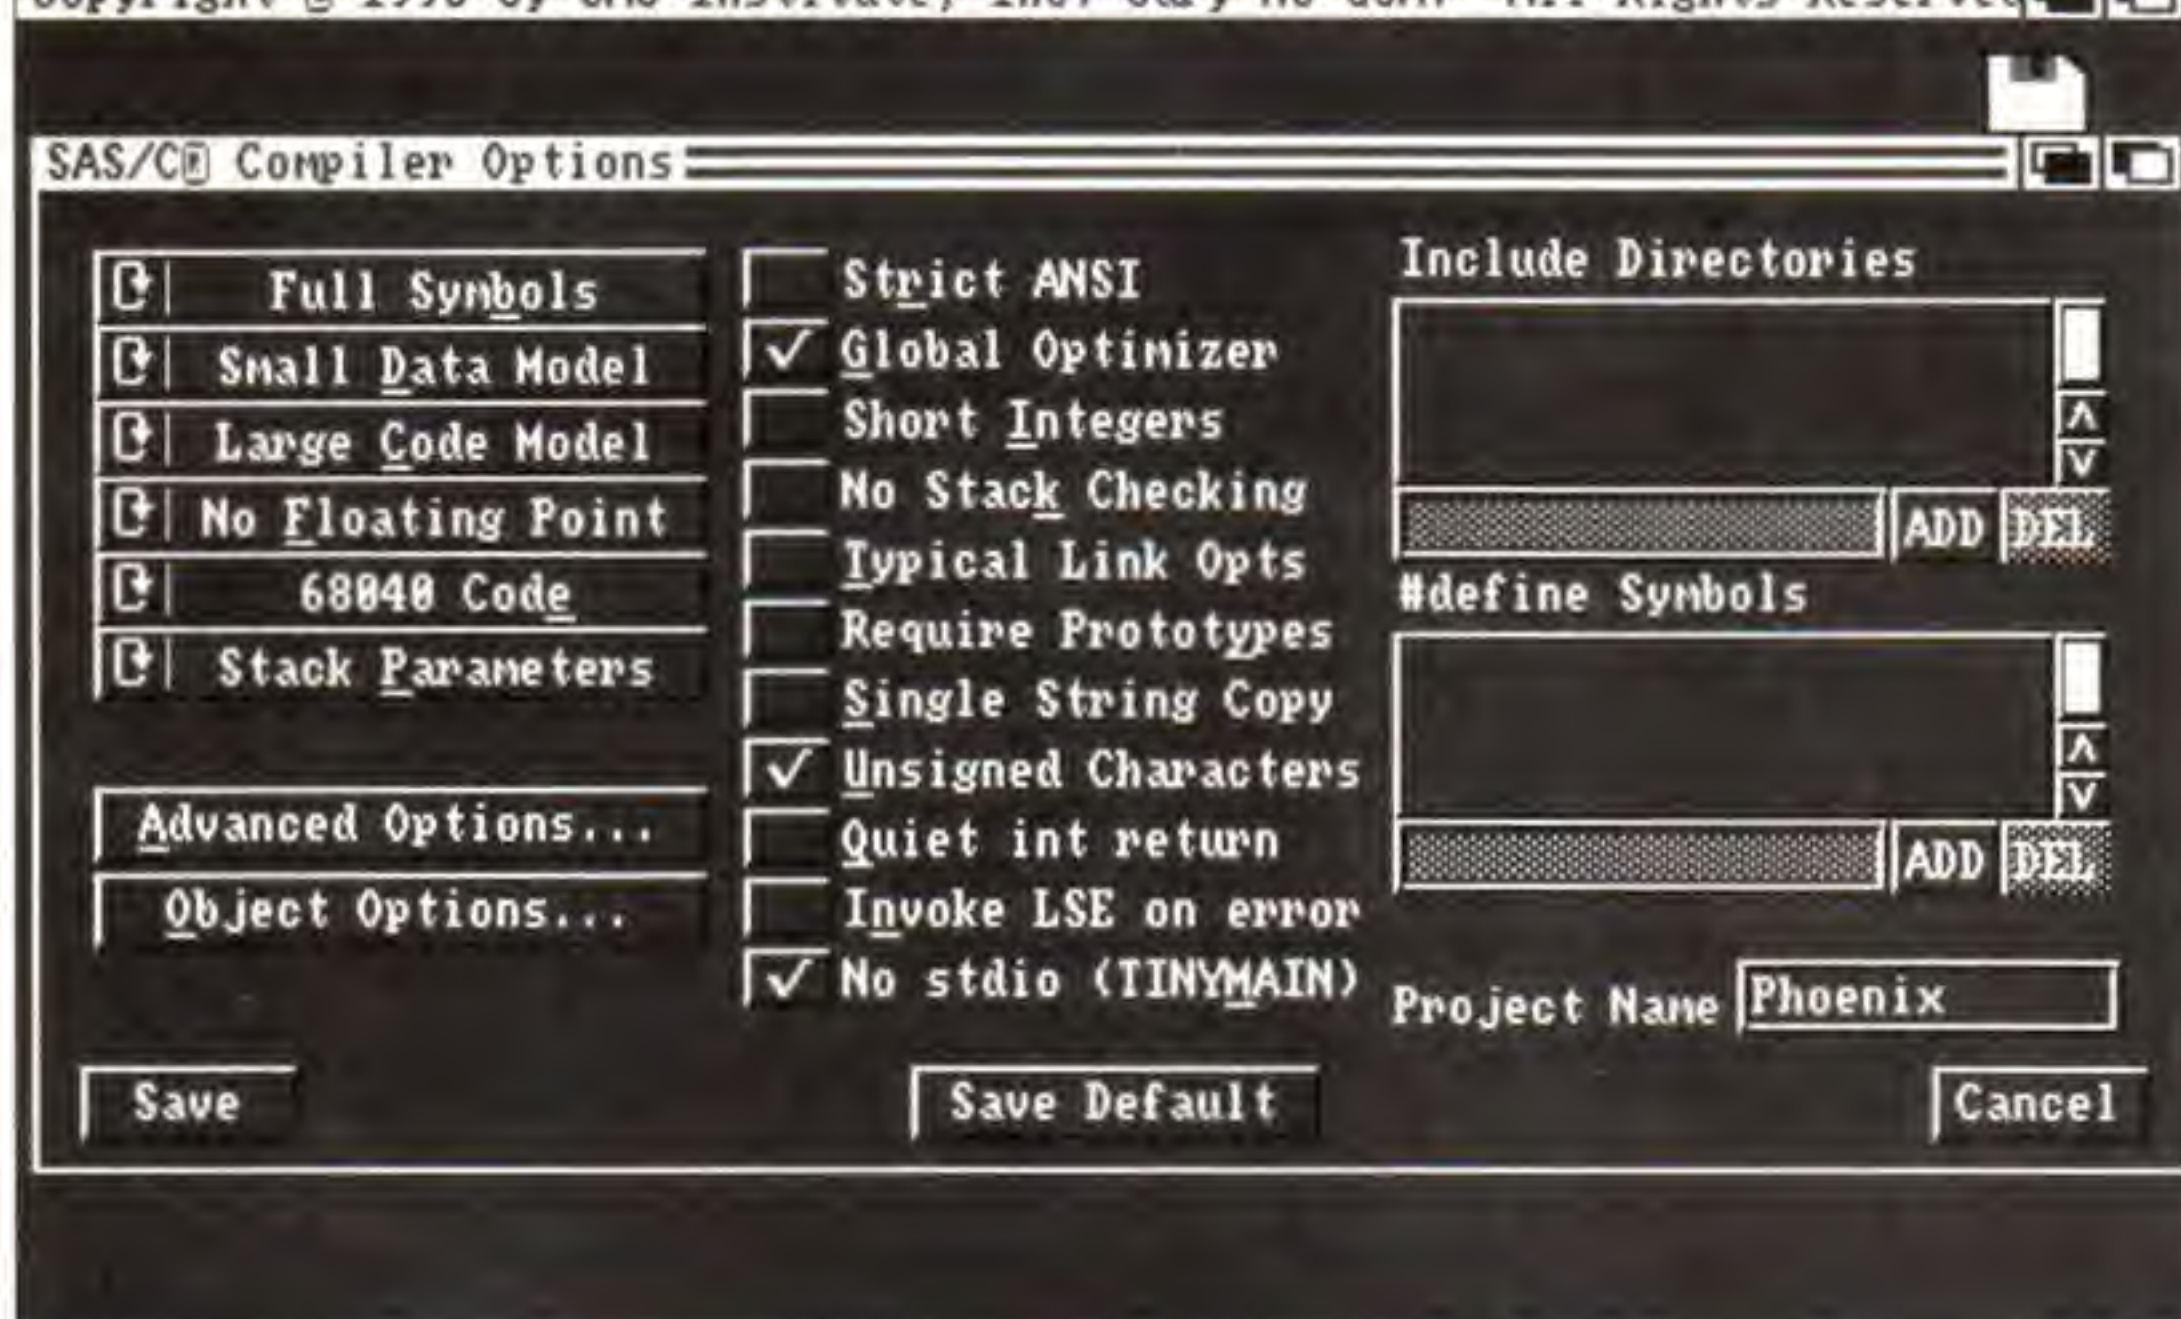 SAS/C® Compiler Options
Full Symbols
Small Data Model
Large Code Model
No Floating Point
68040 Code
Stack Parameters
Advanced Options...
Object Options...
Strict ANSI
Global Optimizer
Short Integers
No Stack Checking
Typical Link Opts
Require Prototypes
Single String Copy
Unsigned Characters
Quiet int return
Invoke LSE on error
No stdio (TINYMAIN)
Include Directories
ADD DEL
#define Symbols
ADD DEL
Project Name Phoenix
Save
Save Default
Cancel